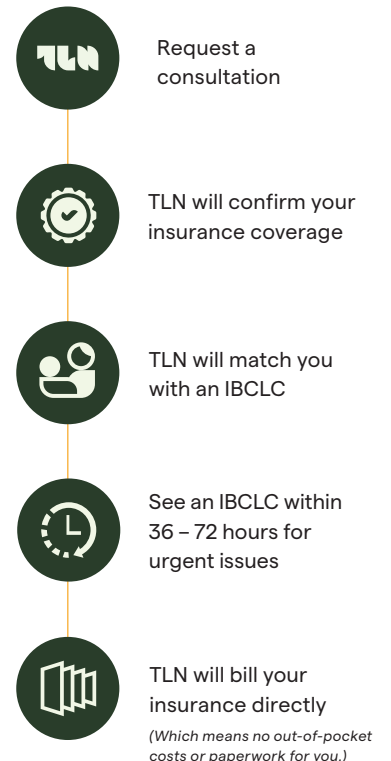 TLN
Request a
consultation
TLN will confirm your
insurance coverage
TLN will match you
with an IBCLC
See an IBCLC within
36 – 72 hours for
urgent issues
TLN will bill your
insurance directly
(Which means no out-of-pocket
costs or paperwork for you.)